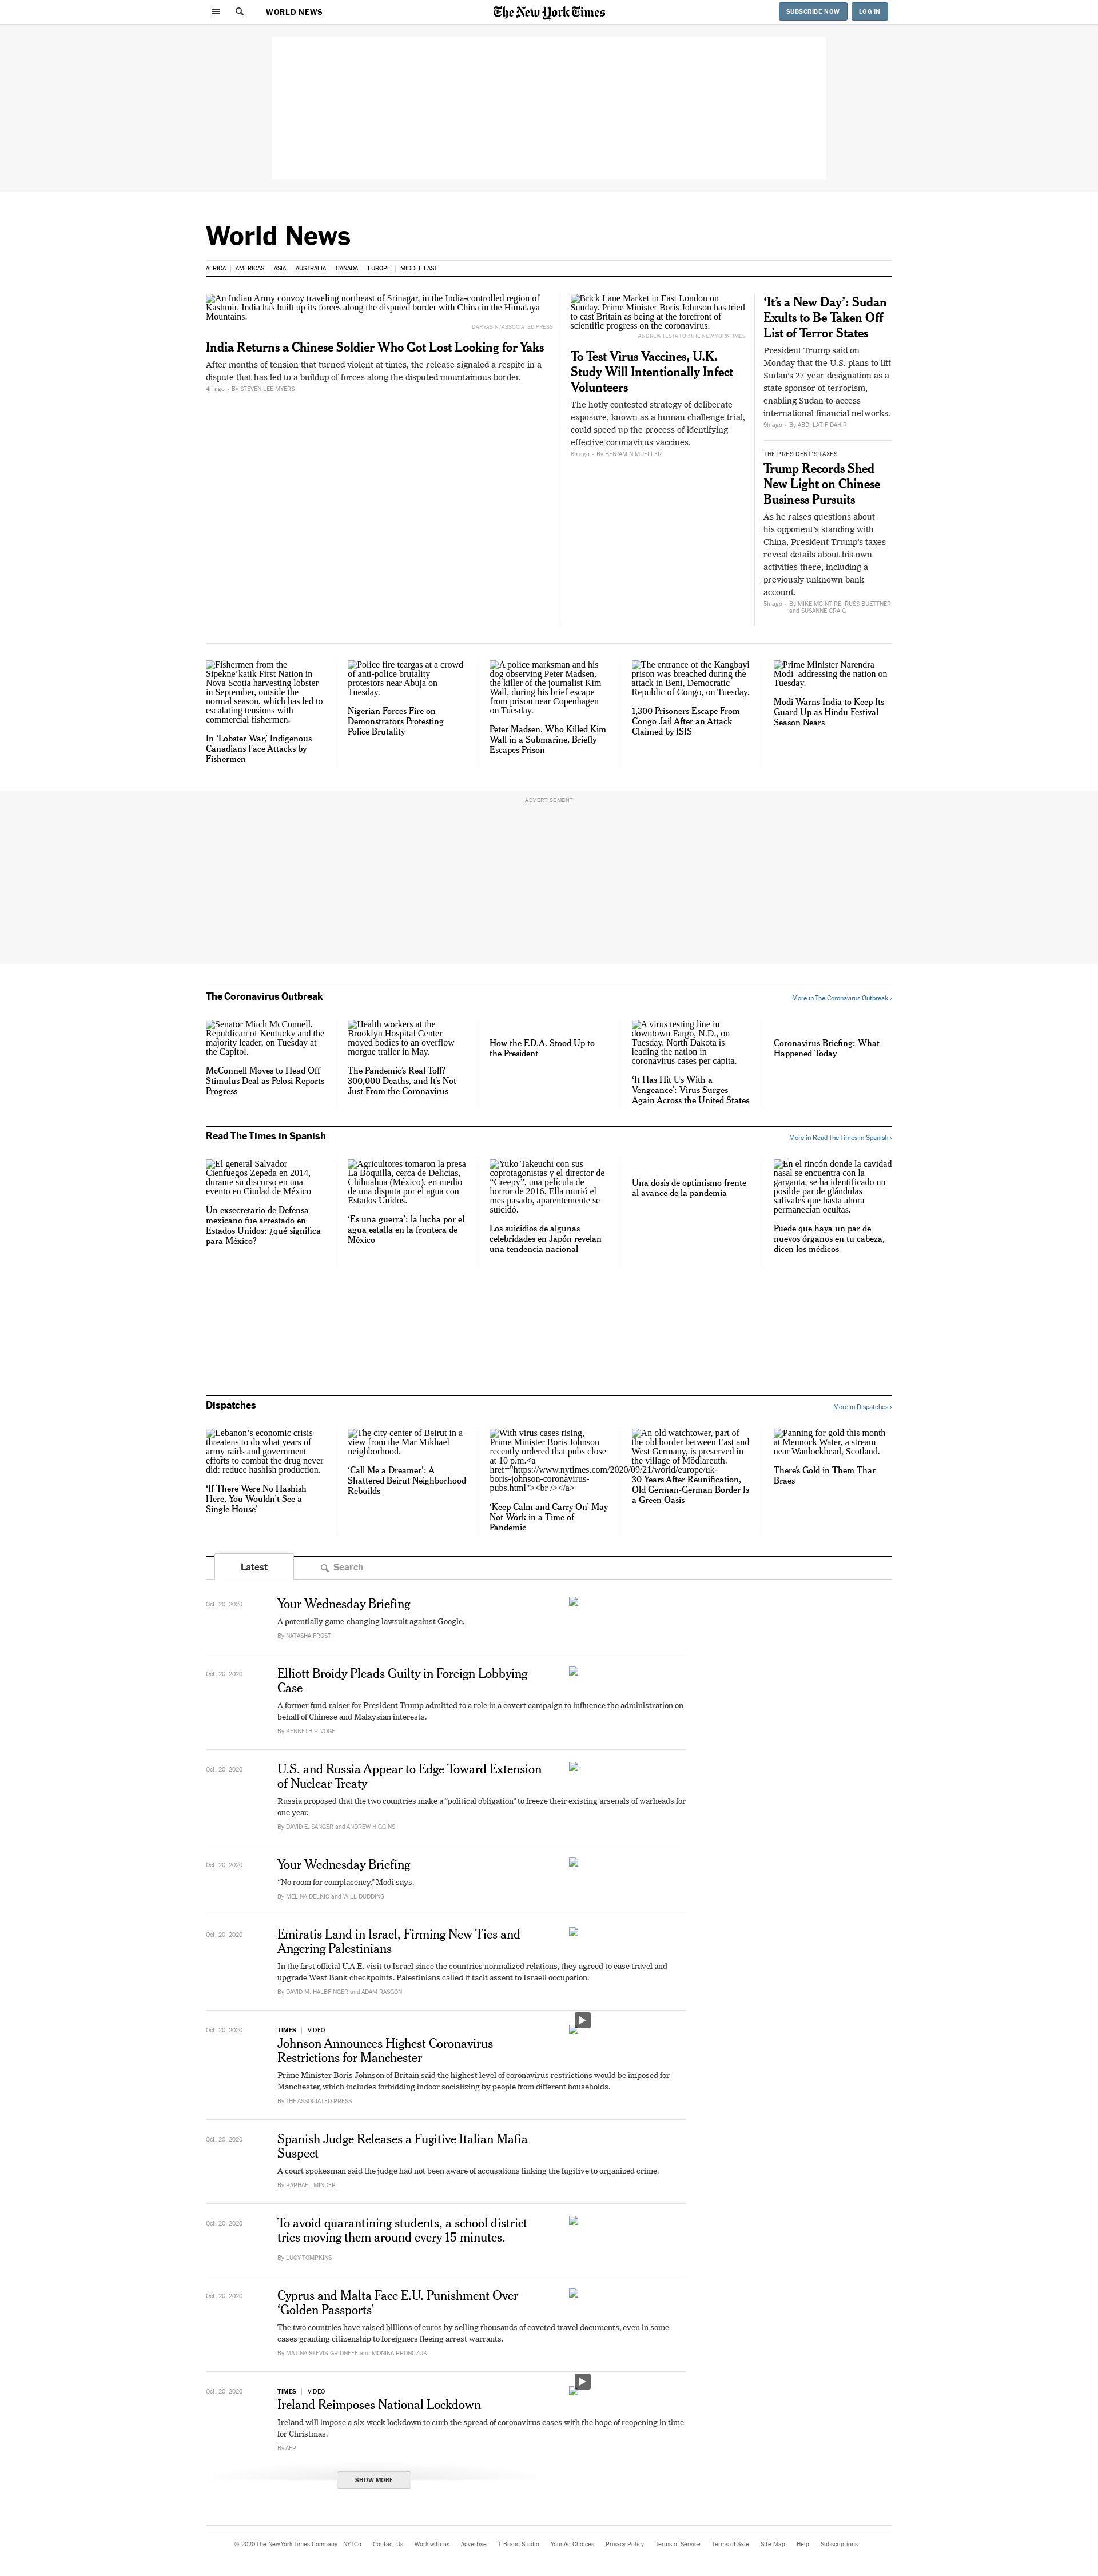 WORLD NEWS
The New York Times
SUBSCRIBE NOW
LOG IN
World News
AFRICA
AMERICAS
ASIA
AUSTRALIA
CANADA
EUROPE
MIDDLE EAST
An Indian Army convoy traveling northeast of Srinagar, in the India-controlled region of
Kashmir. India has built up its forces along the disputed border with China in the Himalaya
Mountains.
DAR YASIN/ASSOCIATED PRESS
India Returns a Chinese Soldier Who Got Lost Looking for Yaks
After months of tension that turned violent at times, the release signaled a respite in a
dispute that has led to a buildup of forces along the disputed mountainous border.
4h ago – By STEVEN LEE MYERS
Brick Lane Market in East London on
Sunday. Prime Minister Boris Johnson has tried
to cast Britain as being at the forefront of
scientific progress on the coronavirus.
ANDREW TESTA FOR THE NEW YORK TIMES
To Test Virus Vaccines, U.K.
Study Will Intentionally Infect
Volunteers
The hotly contested strategy of deliberate
exposure, known as a human challenge trial,
could speed up the process of identifying
effective coronavirus vaccines.
6h ago – By BENJAMIN MUELLER
‘It’s a New Day’: Sudan
Exults to Be Taken Off
List of Terror States
President Trump said on
Monday that the U.S. plans to lift
Sudan’s 27-year designation as a
state sponsor of terrorism,
enabling Sudan to access
international financial networks.
9h ago – By ABDI LATIF DAHIR
THE PRESIDENT’S TAXES
Trump Records Shed
New Light on Chinese
Business Pursuits
As he raises questions about
his opponent’s standing with
China, President Trump’s taxes
reveal details about his own
activities there, including a
previously unknown bank
account.
5h ago – By MIKE MCINTIRE, RUSS BUETTNER
and SUSANNE CRAIG
Fishermen from the
Sipekne’katik First Nation in
Nova Scotia harvesting lobster
in September, outside the
normal season, which has led to
escalating tensions with
commercial fishermen.
In ‘Lobster War,’ Indigenous
Canadians Face Attacks by
Fishermen
Police fire teargas at a crowd
of anti-police brutality
protestors near Abuja on
Tuesday.
Nigerian Forces Fire on
Demonstrators Protesting
Police Brutality
A police marksman and his
dog observing Peter Madsen,
the killer of the journalist Kim
Wall, during his brief escape
from prison near Copenhagen
on Tuesday.
Peter Madsen, Who Killed Kim
Wall in a Submarine, Briefly
Escapes Prison
The entrance of the Kangbayi
prison was breached during the
attack in Beni, Democratic
Republic of Congo, on Tuesday.
1,300 Prisoners Escape From
Congo Jail After an Attack
Claimed by ISIS
Prime Minister Narendra
Modi addressing the nation on
Tuesday.
Modi Warns India to Keep Its
Guard Up as Hindu Festival
Season Nears
ADVERTISEMENT
The Coronavirus Outbreak
More in The Coronavirus Outbreak ›
Senator Mitch McConnell,
Republican of Kentucky and the
majority leader, on Tuesday at
the Capitol.
McConnell Moves to Head Off
Stimulus Deal as Pelosi Reports
Progress
Health workers at the
Brooklyn Hospital Center
moved bodies to an overflow
morgue trailer in May.
The Pandemic’s Real Toll?
300,000 Deaths, and It’s Not
Just From the Coronavirus
How the F.D.A. Stood Up to
the President
A virus testing line in
downtown Fargo, N.D., on
Tuesday. North Dakota is
leading the nation in
coronavirus cases per capita.
‘It Has Hit Us With a
Vengeance’: Virus Surges
Again Across the United States
Coronavirus Briefing: What
Happened Today
Read The Times in Spanish
More in Read The Times in Spanish ›
El general Salvador
Cienfuegos Zepeda en 2014,
durante su discurso en una
evento en Ciudad de México
Un exsecretario de Defensa
mexicano fue arrestado en
Estados Unidos: ¿qué significa
para México?
Agricultores tomaron la presa
La Boquilla, cerca de Delicias,
Chihuahua (México), en medio
de una disputa por el agua con
Estados Unidos.
‘Es una guerra’: la lucha por el
agua estalla en la frontera de
México
Yuko Takeuchi con sus
coprotagonistas y el director de
“Creepy”, una película de
horror de 2016. Ella murió el
mes pasado, aparentemente se
suicidó.
Los suicidios de algunas
celebridades en Japón revelan
una tendencia nacional
Una dosis de optimismo frente
al avance de la pandemia
En el rincón donde la cavidad
nasal se encuentra con la
garganta, se ha identificado un
posible par de glándulas
salivales que hasta ahora
permanecían ocultas.
Puede que haya un par de
nuevos órganos en tu cabeza,
dicen los médicos
Dispatches
More in Dispatches ›
Lebanon’s economic crisis
threatens to do what years of
army raids and government
efforts to combat the drug never
did: reduce hashish production.
‘If There Were No Hashish
Here, You Wouldn’t See a
Single House’
The city center of Beirut in a
view from the Mar Mikhael
neighborhood.
‘Call Me a Dreamer’: A
Shattered Beirut Neighborhood
Rebuilds
With virus cases rising,
Prime Minister Boris Johnson
recently ordered that pubs close
at 10 p.m.<a
href="https://www.nytimes.com/2020/09/21/world/europe/uk-
boris-johnson-coronavirus-
pubs.html"><br /></a>
‘Keep Calm and Carry On’ May
Not Work in a Time of
Pandemic
An old watchtower, part of
the old border between East and
West Germany, is preserved in
the village of Mödlareuth.
30 Years After Reunification,
Old German-German Border Is
a Green Oasis
Panning for gold this month
at Mennock Water, a stream
near Wanlockhead, Scotland.
There’s Gold in Them Thar
Braes
Latest
Search
Oct. 20, 2020
Your Wednesday Briefing
A potentially game-changing lawsuit against Google.
By NATASHA FROST
Oct. 20, 2020
Elliott Broidy Pleads Guilty in Foreign Lobbying
Case
A former fund-raiser for President Trump admitted to a role in a covert campaign to influence the administration on
behalf of Chinese and Malaysian interests.
By KENNETH P. VOGEL
Oct. 20, 2020
U.S. and Russia Appear to Edge Toward Extension
of Nuclear Treaty
Russia proposed that the two countries make a “political obligation” to freeze their existing arsenals of warheads for
one year.
By DAVID E. SANGER and ANDREW HIGGINS
Oct. 20, 2020
Your Wednesday Briefing
“No room for complacency,” Modi says.
By MELINA DELKIC and WILL DUDDING
Oct. 20, 2020
Emiratis Land in Israel, Firming New Ties and
Angering Palestinians
In the first official U.A.E. visit to Israel since the countries normalized relations, they agreed to ease travel and
upgrade West Bank checkpoints. Palestinians called it tacit assent to Israeli occupation.
By DAVID M. HALBFINGER and ADAM RASGON
Oct. 20, 2020
TIMES | VIDEO
Johnson Announces Highest Coronavirus
Restrictions for Manchester
Prime Minister Boris Johnson of Britain said the highest level of coronavirus restrictions would be imposed for
Manchester, which includes forbidding indoor socializing by people from different households.
By THE ASSOCIATED PRESS
Oct. 20, 2020
Spanish Judge Releases a Fugitive Italian Mafia
Suspect
A court spokesman said the judge had not been aware of accusations linking the fugitive to organized crime.
By RAPHAEL MINDER
Oct. 20, 2020
To avoid quarantining students, a school district
tries moving them around every 15 minutes.
By LUCY TOMPKINS
Oct. 20, 2020
Cyprus and Malta Face E.U. Punishment Over
‘Golden Passports’
The two countries have raised billions of euros by selling thousands of coveted travel documents, even in some
cases granting citizenship to foreigners fleeing arrest warrants.
By MATINA STEVIS-GRIDNEFF and MONIKA PRONCZUK
Oct. 20, 2020
TIMES | VIDEO
Ireland Reimposes National Lockdown
Ireland will impose a six-week lockdown to curb the spread of coronavirus cases with the hope of reopening in time
for Christmas.
By AFP
SHOW MORE
© 2020 The New York Times Company
NYTCo
Contact Us
Work with us
Advertise
T Brand Studio
Your Ad Choices
Privacy Policy
Terms of Service
Terms of Sale
Site Map
Help
Subscriptions